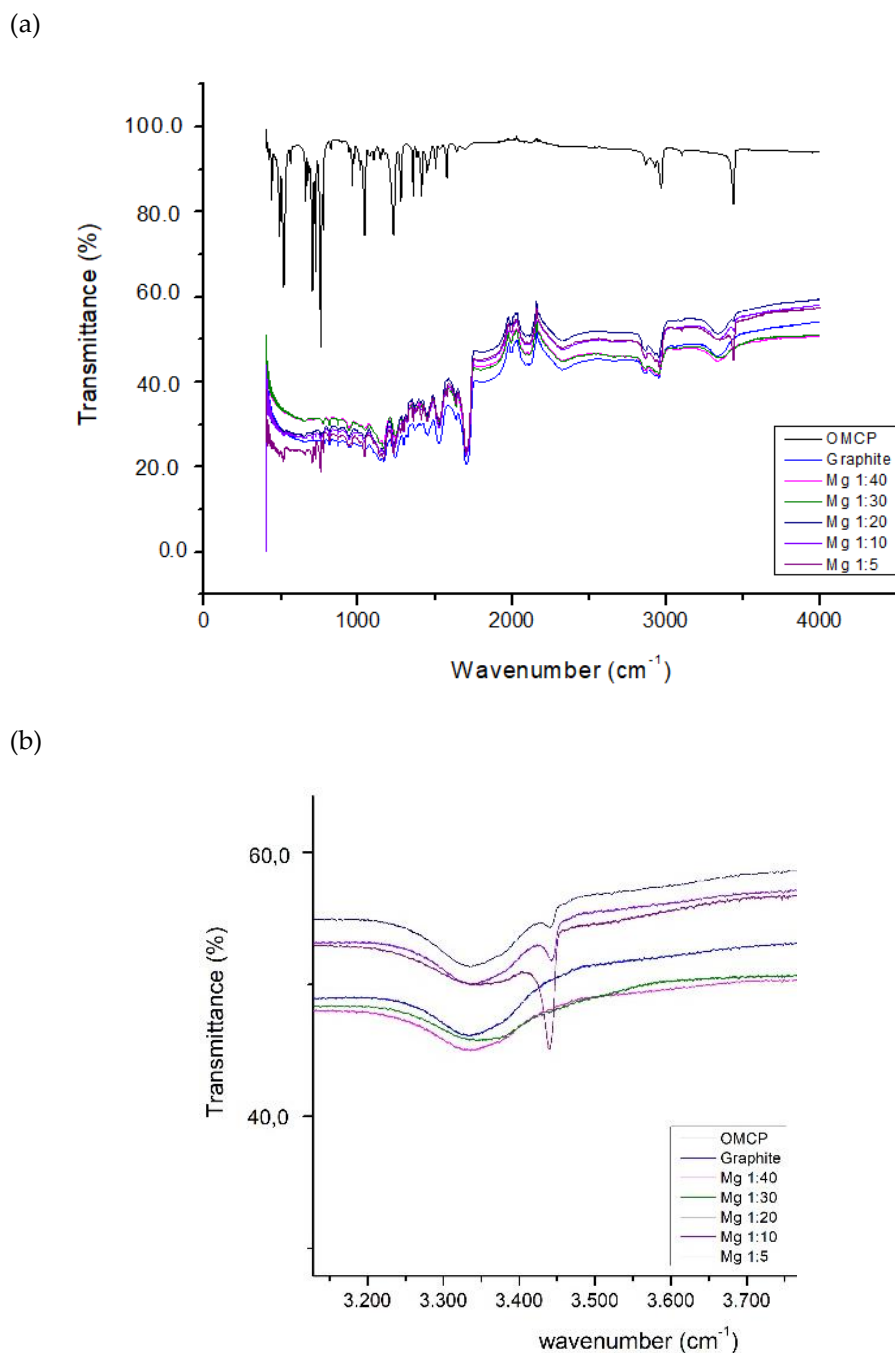 (a)
Transmittance (%)
100.0
80.0
60.0
40.0
20.0
0.0
OMCP
Graphite
Mg 1:40
Mg 1:30
Mg 1:20
Mg 1:10
Mg 1:5
0 1000 2000 3000 4000
Wavenumber (cm⁻¹)
(b)
Transmittance (%)
60,0
40,0
OMCP
Graphite
Mg 1:40
Mg 1:30
Mg 1:20
Mg 1:10
Mg 1:5
3.200 3.300 3.400 3.500 3.600 3.700
wavenumber (cm⁻¹)